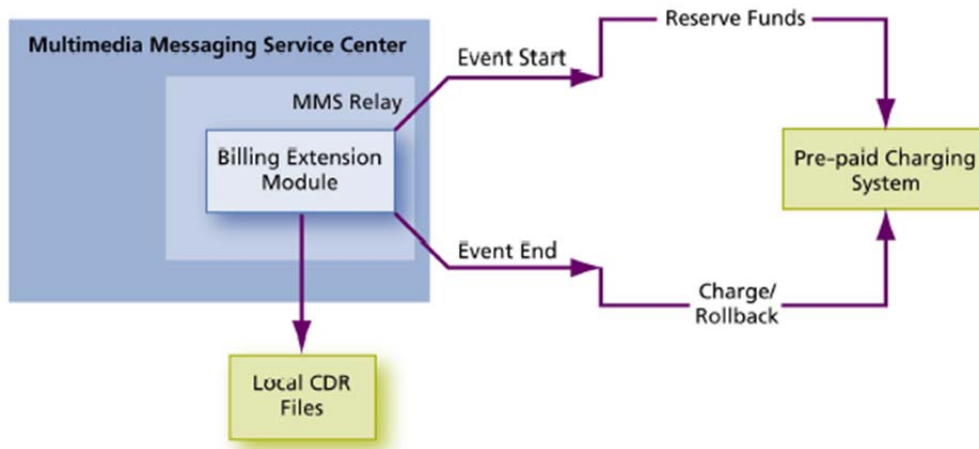 Reserve Funds
Multimedia Messaging Service Center
Event Start
MMS Relay
Billing Extension
Module
Pre-paid Charging
System
Event End
Charge/
Rollback
Local CDR
Files